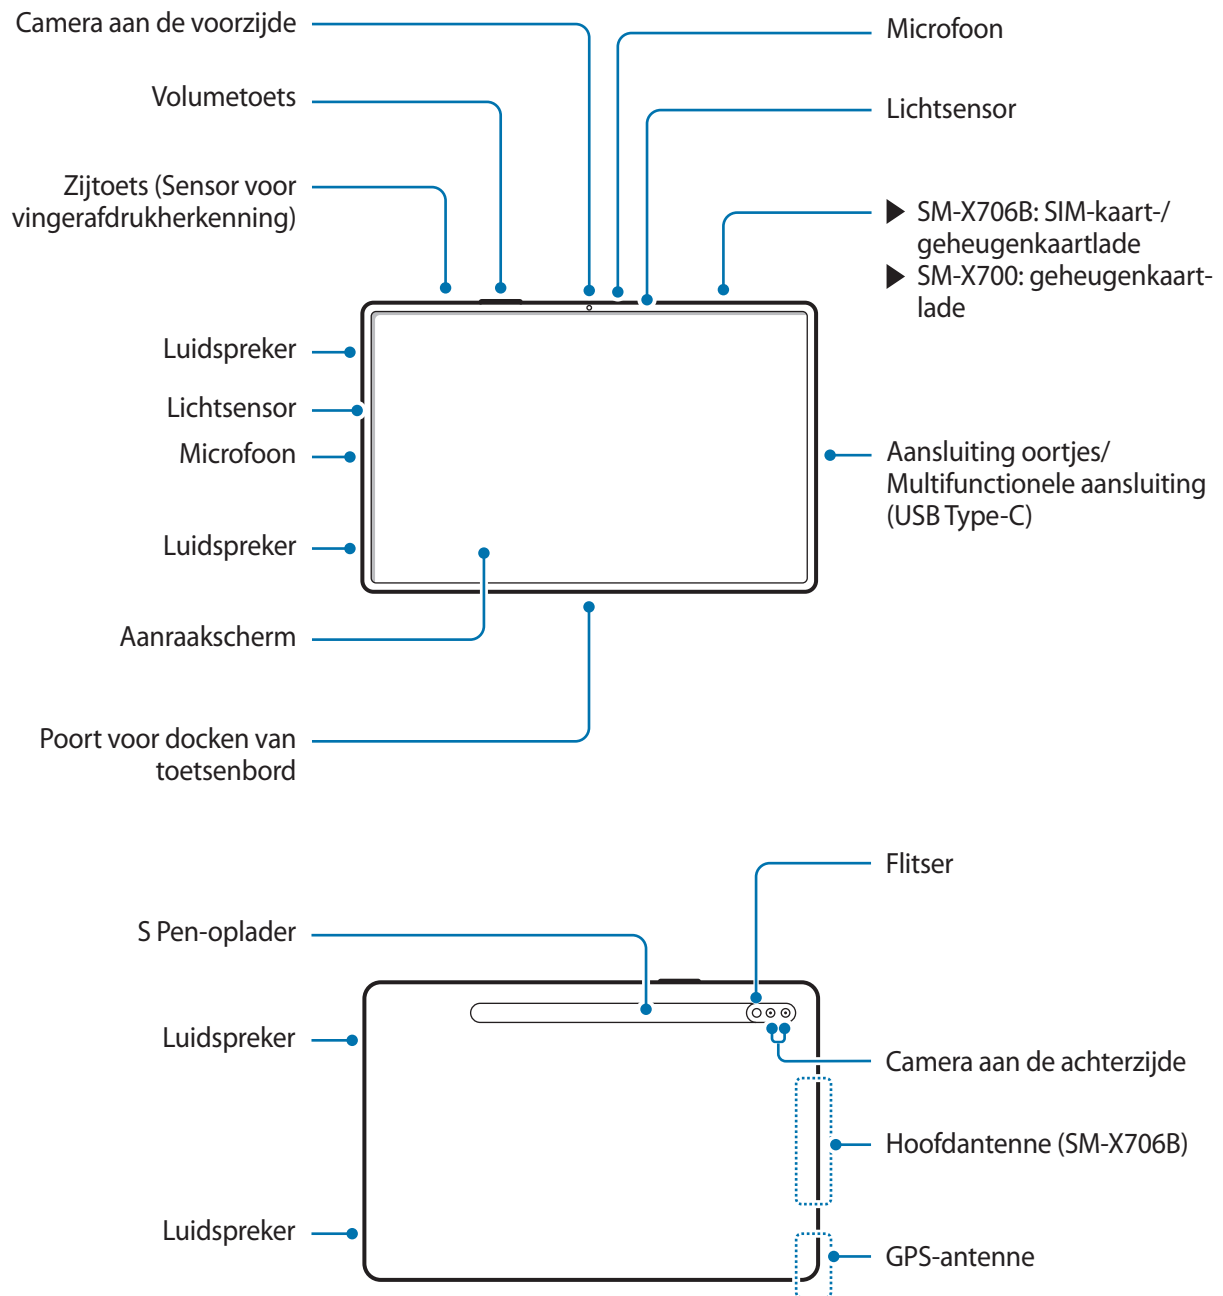 Camera aan de voorzijde
Volumetoets
Zijtoets (Sensor voor
vingerafdrukherkenning)
Luidspreker
Lichtsensor
Microfoon
Luidspreker
Aanraakscherm
Poort voor docken van
toetsenbord
Microfoon
Lichtsensor
▶ SM-X706B: SIM-kaart-/
geheugenkaartlade
▶ SM-X700: geheugenkaart-
lade
Aansluiting oortjes/
Multifunctionele aansluiting
(USB Type-C)
S Pen-oplader
Luidspreker
Luidspreker
Flitser
Camera aan de achterzijde
Hoofdantenne (SM-X706B)
GPS-antenne